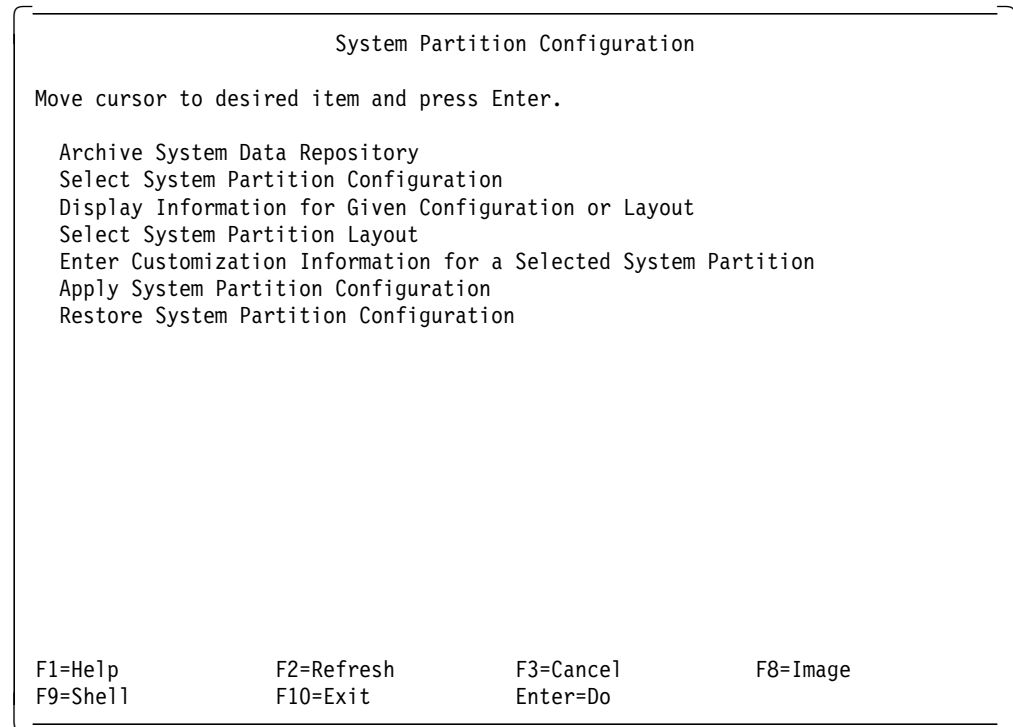 System Partition Configuration
Move cursor to desired item and press Enter.
Archive System Data Repository
Select System Partition Configuration
Display Information for Given Configuration or Layout
Select System Partition Layout
Enter Customization Information for a Selected System Partition
Apply System Partition Configuration
Restore System Partition Configuration
F1=Help F2=Refresh F3=Cancel F8=Image
F9=Shell F10=Exit Enter=Do